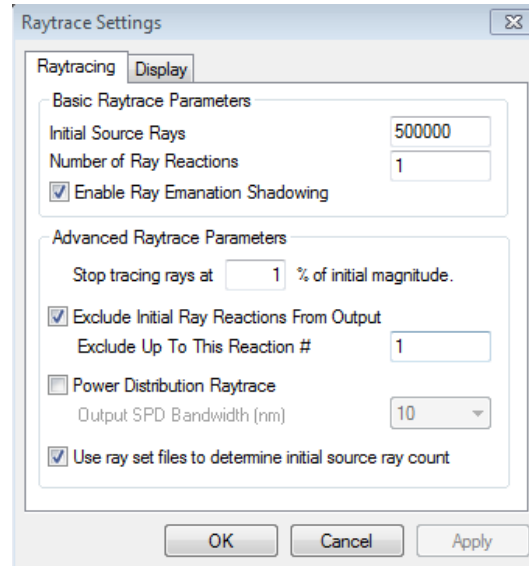 Raytrace Settings
Raytracing Display
Basic Raytrace Parameters
Initial Source Rays 500000
Number of Ray Reactions 1
Enable Ray Emanation Shadowing
Advanced Raytrace Parameters
Stop tracing rays at 1 % of initial magnitude.
Exclude Initial Ray Reactions From Output
Exclude Up To This Reaction # 1
Power Distribution Raytrace
Output SPD Bandwidth (nm) 10
Use ray set files to determine initial source ray count
OK Cancel Apply